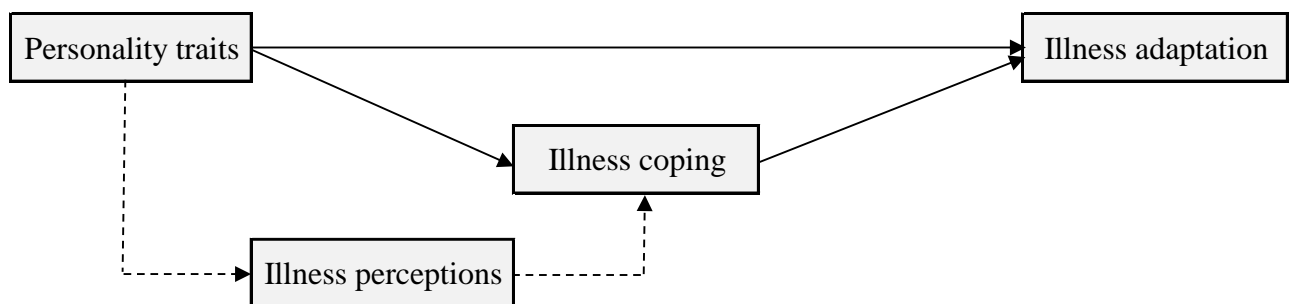 Personality traits
Illness adaptation
Illness coping
Illness perceptions